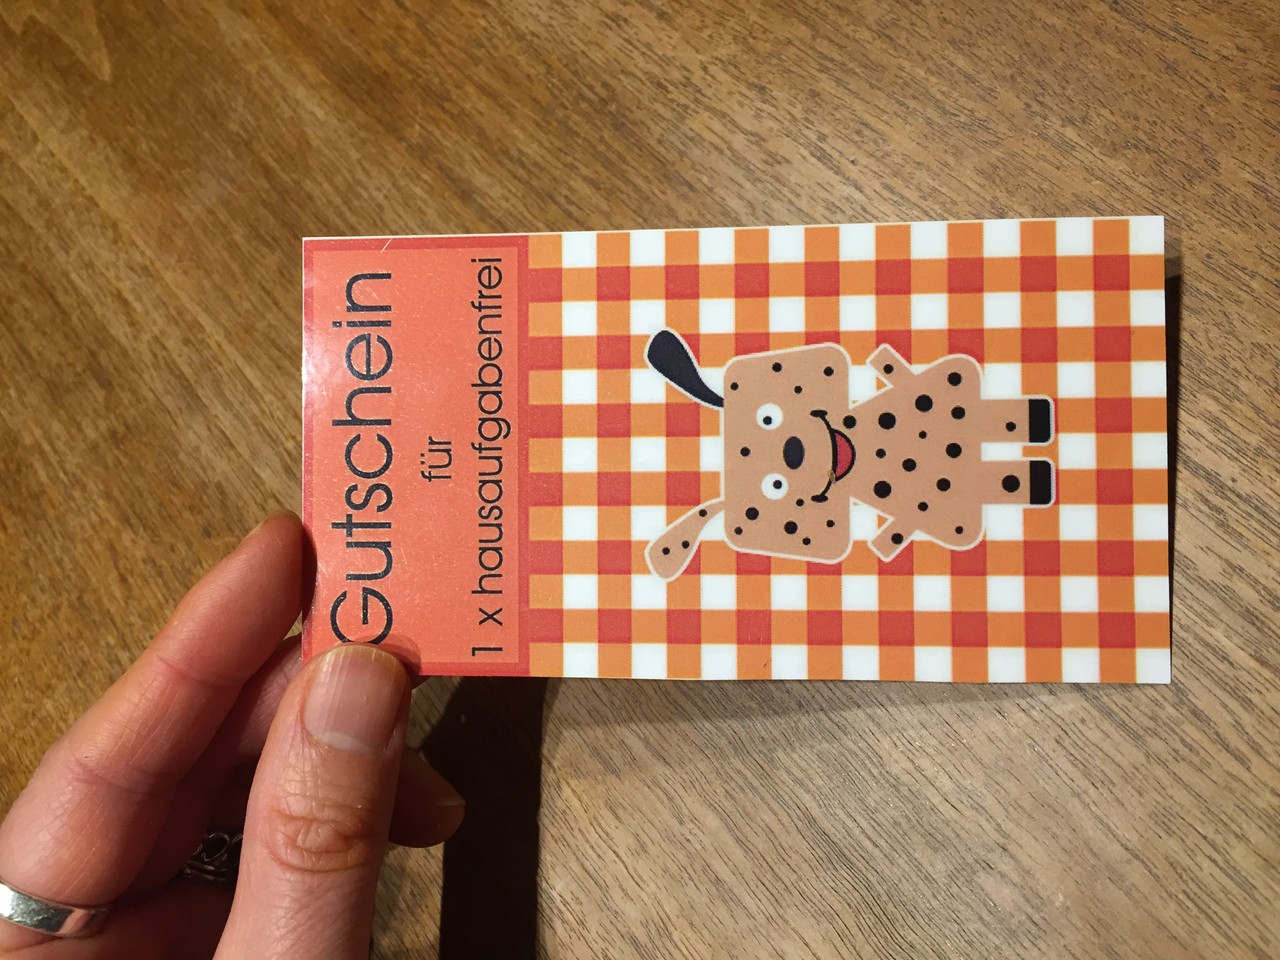 Gutschein
für
1 x hausaufgabenfrei